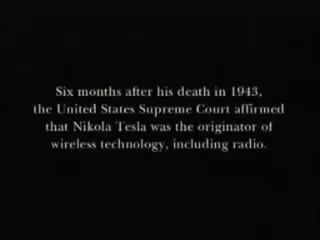 Six months after his death in 1943,
the United States Supreme Court affirmed
that Nikola Tesla was the originator of
wireless technology, including radio.